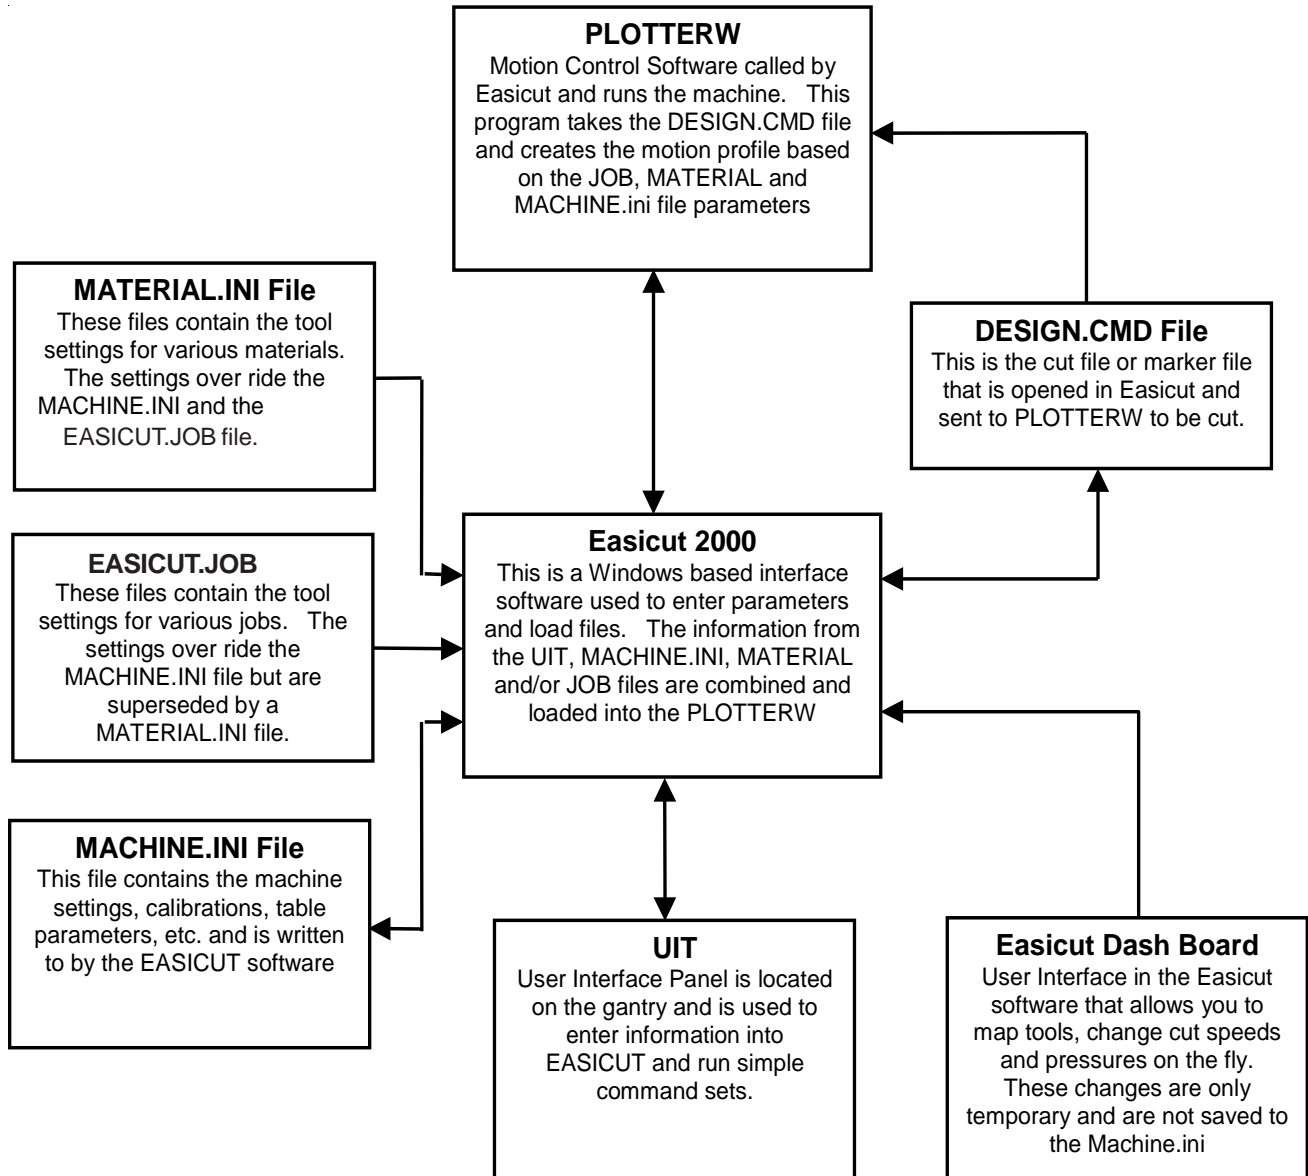 PLOTTERW
Motion Control Software called by
Easicut and runs the machine. This
program takes the DESIGN.CMD file
and creates the motion profile based
on the JOB, MATERIAL and
MACHINE.ini file parameters
MATERIAL.INI File
These files contain the tool
settings for various materials.
The settings over ride the
MACHINE.INI and the
EASICUT.JOB file.
DESIGN.CMD File
This is the cut file or marker file
that is opened in Easicut and
sent to PLOTTERW to be cut.
EASICUT.JOB
These files contain the tool
settings for various jobs. The
settings over ride the
MACHINE.INI file but are
superseded by a
MATERIAL.INI file.
Easicut 2000
This is a Windows based interface
software used to enter parameters
and load files. The information from
the UIT, MACHINE.INI, MATERIAL
and/or JOB files are combined and
loaded into the PLOTTERW
MACHINE.INI File
This file contains the machine
settings, calibrations, table
parameters, etc. and is written
to by the EASICUT software
UIT
User Interface Panel is located
on the gantry and is used to
enter information into
EASICUT and run simple
command sets.
Easicut Dash Board
User Interface in the Easicut
software that allows you to
map tools, change cut speeds
and pressures on the fly.
These changes are only
temporary and are not saved to
the Machine.ini